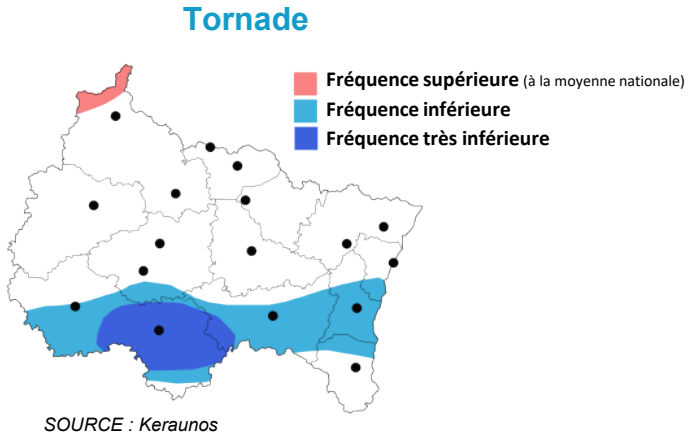 Tornade
Fréquence supérieure (à la moyenne nationale)
Fréquence inférieure
Fréquence très inférieure
SOURCE : Keraunos